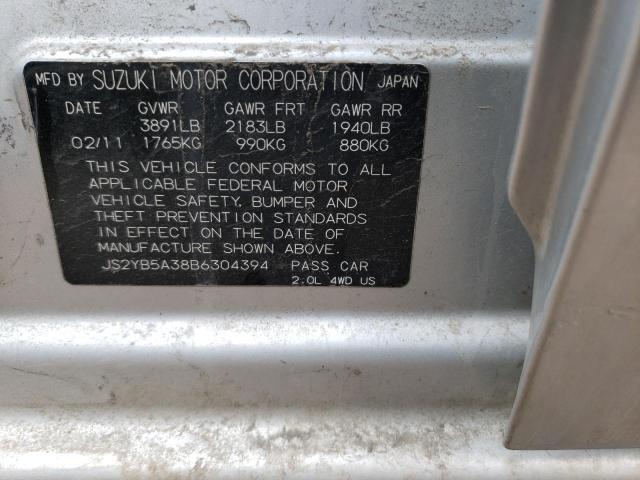 MFD BY SUZUKI MOTOR CORPORATION JAPAN
DATE GVWR GAWR FRT GAWR RR
3891LB 2183LB 1940LB
02/11 1765KG 990KG 880KG
THIS VEHICLE CONFORMS TO ALL
APPLICABLE FEDERAL MOTOR
VEHICLE SAFETY, BUMPER AND
THEFT PREVENTION STANDARDS
IN EFFECT ON THE DATE OF
MANUFACTURE SHOWN ABOVE.
JS2YB5A38B6304394 PASS CAR
2.0L 4WD US